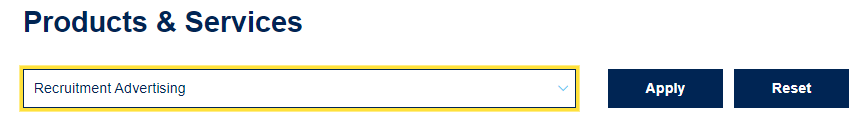 Products & Services
Recruitment Advertising
Apply
Reset